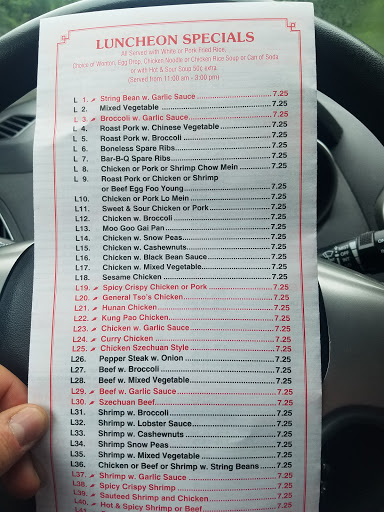 LUNCHEON SPECIALS
All Served with White or Pork Fried Rice,
Choice of Wonton, Egg Drop, Chicken Noodle or Chicken Rice Soup or Can of Soda
or with Hot & Sour Soup 50¢ extra.
(Served from 11:00 am - 3:00 pm)
L 1. String Bean w. Garlic Sauce 7.25
L 2. Mixed Vegetable 7.25
L 3. Broccoli w. Garlic Sauce 7.25
L 4. Roast Pork w. Chinese Vegetable 7.25
L 5. Roast Pork w. Broccoli 7.25
L 6. Boneless Spare Ribs 7.25
L 7. Bar-B-Q Spare Ribs 7.25
L 8. Chicken or Pork or Shrimp Chow Mein 7.25
L 9. Roast Pork or Chicken or Shrimp
or Beef Egg Foo Young 7.25
L10. Chicken or Pork Lo Mein 7.25
L11. Sweet & Sour Chicken or Pork 7.25
L12. Chicken w. Broccoli 7.25
L13. Moo Goo Gai Pan 7.25
L14. Chicken w. Snow Peas 7.25
L15. Chicken w. Cashewnuts 7.25
L16. Chicken w. Black Bean Sauce 7.25
L17. Chicken w. Mixed Vegetable 7.25
L18. Sesame Chicken 7.25
L19. Spicy Crispy Chicken or Pork 7.25
L20. General Tso's Chicken 7.25
L21. Hunan Chicken 7.25
L22. Kung Pao Chicken 7.25
L23. Chicken w. Garlic Sauce 7.25
L24. Curry Chicken 7.25
L25. Chicken Szechuan Style 7.25
L26. Pepper Steak w. Onion 7.25
L27. Beef w. Broccoli 7.25
L28. Beef w. Mixed Vegetable 7.25
L29. Beef w. Garlic Sauce 7.25
L30. Szechuan Beef 7.25
L31. Shrimp w. Broccoli 7.25
L32. Shrimp w. Lobster Sauce 7.25
L33. Shrimp w. Cashewnuts 7.25
L34. Shrimp Snow Peas 7.25
L35. Shrimp w. Mixed Vegetable 7.25
L36. Chicken or Beef or Shrimp w. String Beans 7.25
L37. Shrimp w. Garlic Sauce 7.25
L38. Spicy Crispy Shrimp 7.25
L39. Sauteed Shrimp and Chicken 7.25
L40. Hot & Spicy Shrimp or Beef 7.25